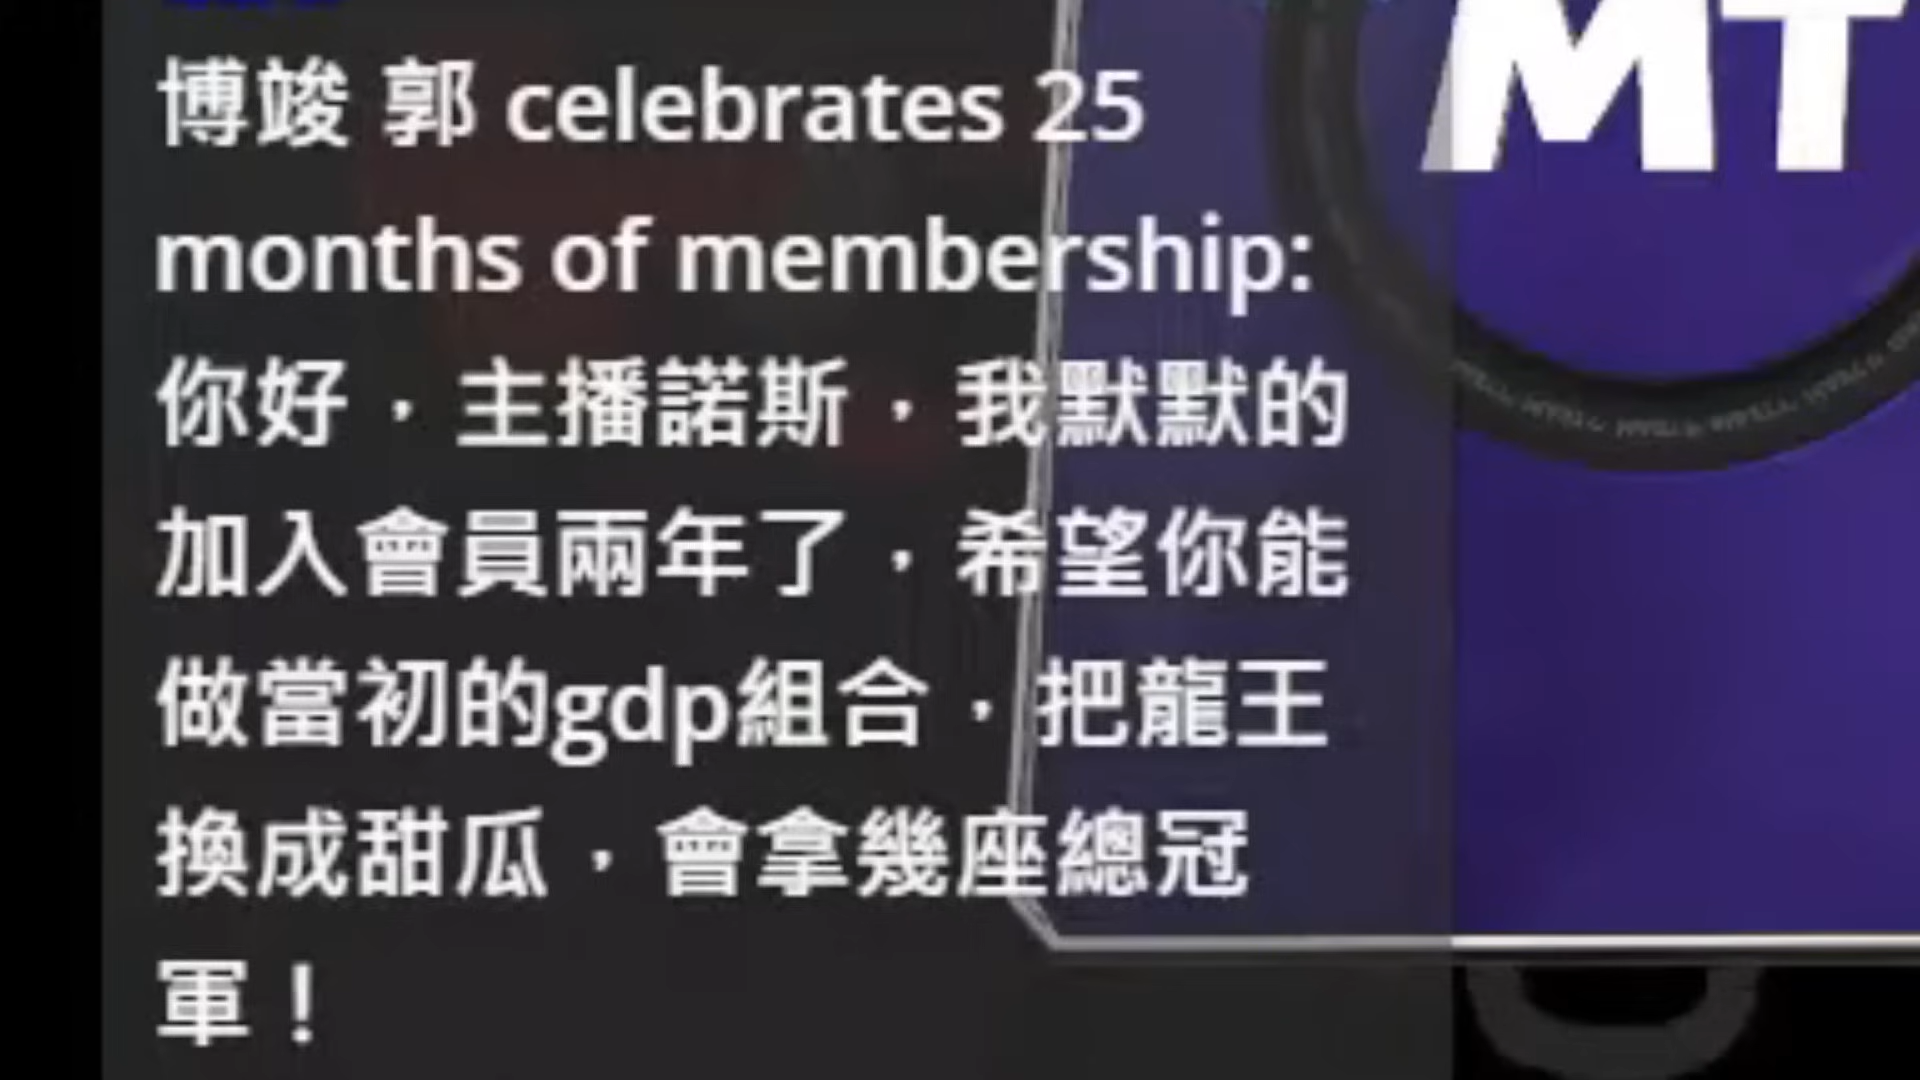 博竣 郭 celebrates 25
months of membership:
你好，主播諾斯，我默默的
加入會員兩年了，希望你能
做當初的gdp組合，把龍王
換成甜瓜，會拿幾座總冠
軍！
MT